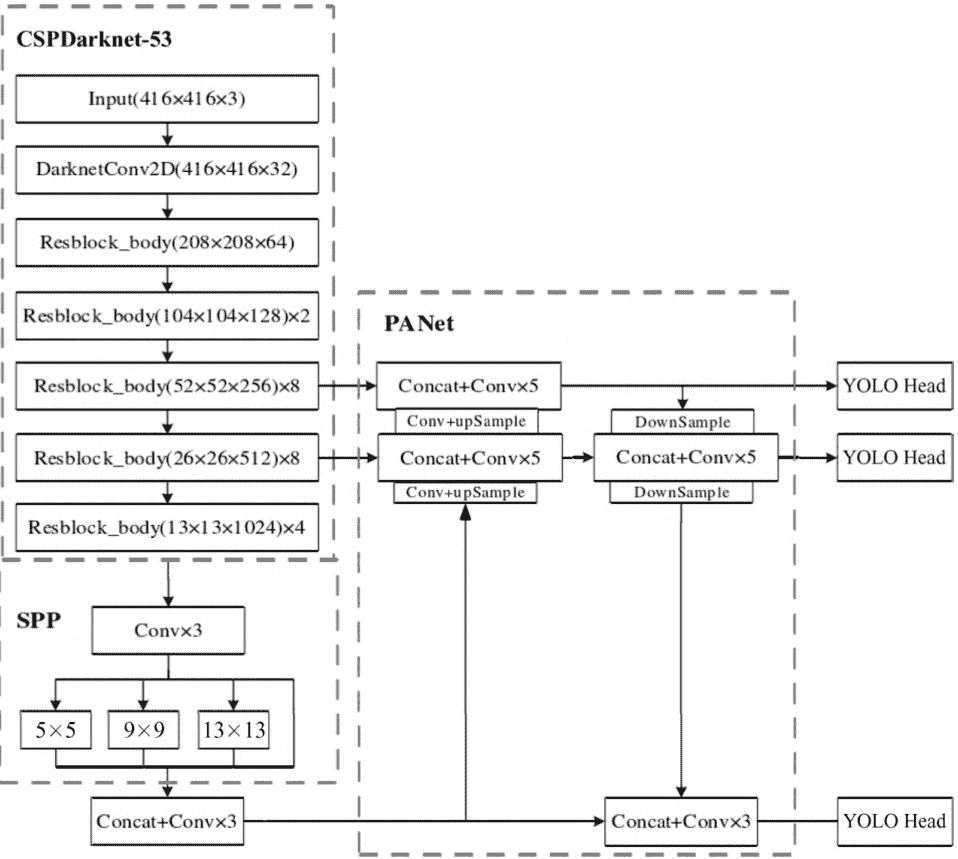 CSPDarknet-53
Input(416×416×3)
DarknetConv2D(416×416×32)
Resblock_body(208×208×64)
Resblock_body(104×104×128)×2
Resblock_body(52×52×256)×8
Resblock_body(26×26×512)×8
Resblock_body(13×13×1024)×4
SPP
Conv×3
5×5
9×9
13×13
Concat+Conv×3
PANet
Concat+Conv×5
Conv+upSample
Concat+Conv×5
Conv+upSample
DownSample
Concat+Conv×5
DownSample
Concat+Conv×3
YOLO Head
YOLO Head
YOLO Head